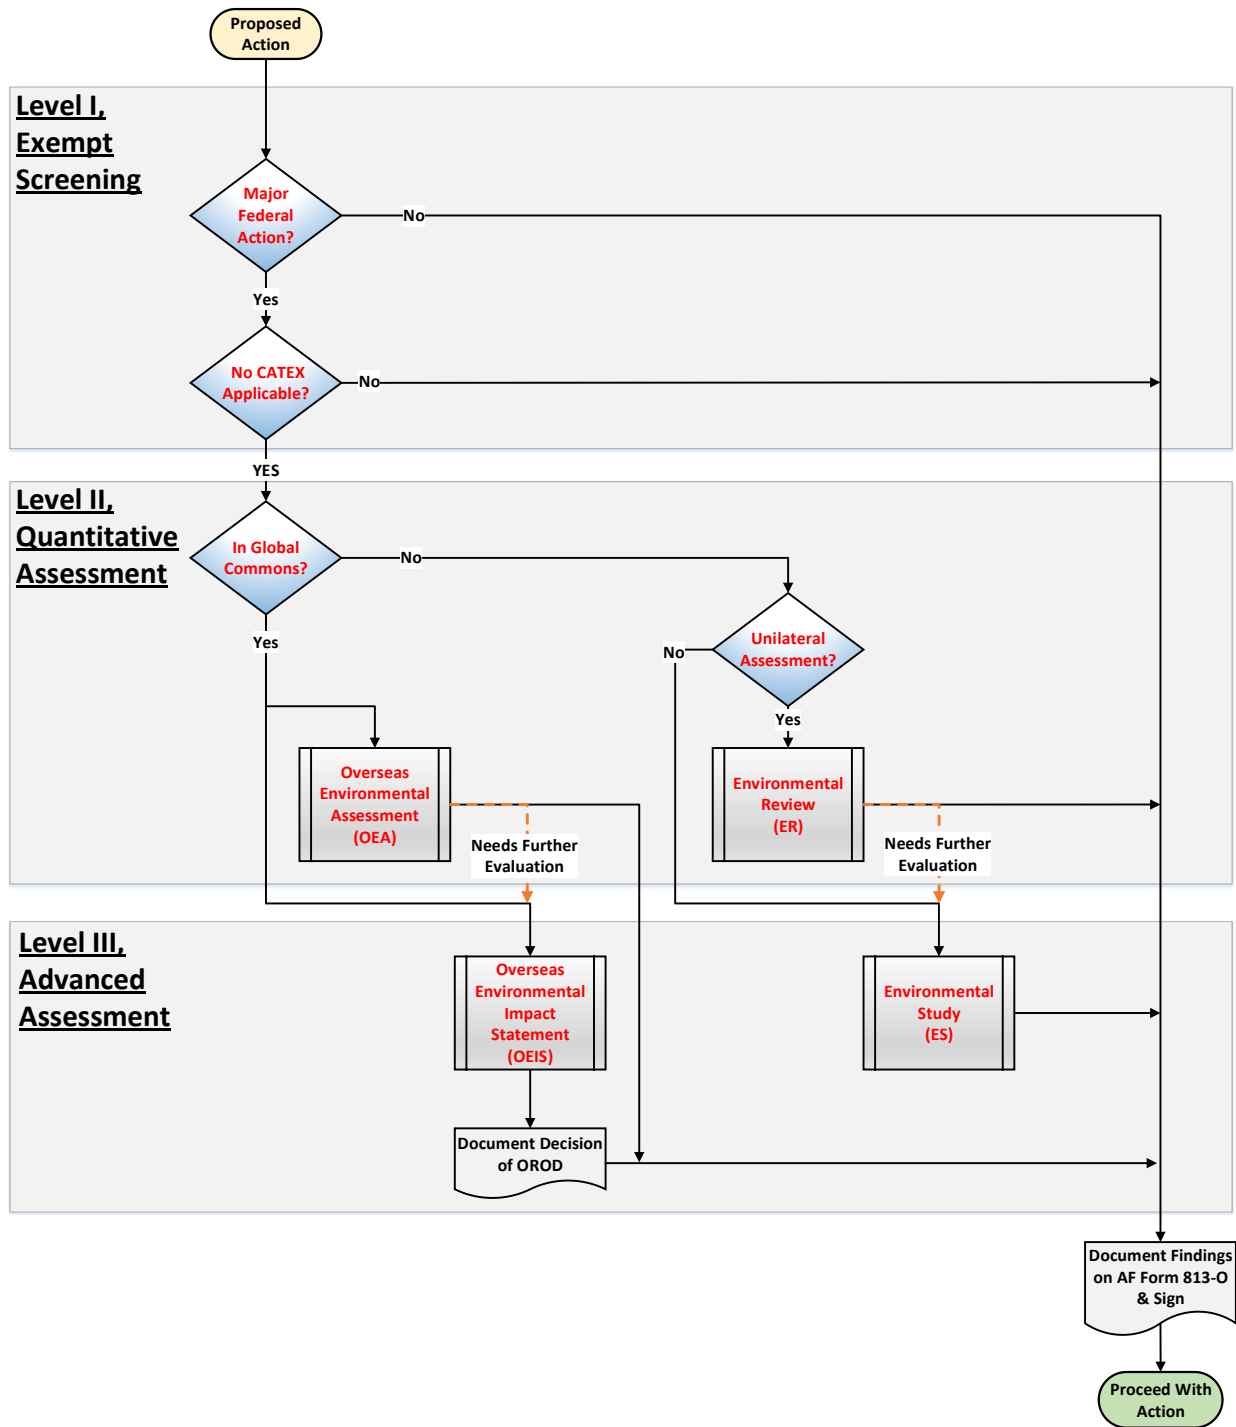 Proposed
Action
Level I,
Exempt
Screening
Major
Federal
Action?
No
Yes
No CATEX
Applicable?
No
YES
Level II,
Quantitative
Assessment
In Global
Commons?
No
Yes
Unilateral
Assessment?
No
Yes
Overseas
Environmental
Assessment
(OEA)
Environmental
Review
(ER)
Needs Further
Evaluation
Needs Further
Evaluation
Level III,
Advanced
Assessment
Overseas
Environmental
Impact
Statement
(OEIS)
Environmental
Study
(ES)
Document Decision
of OROD
Document Findings
on AF Form 813-O
& Sign
Proceed With
Action